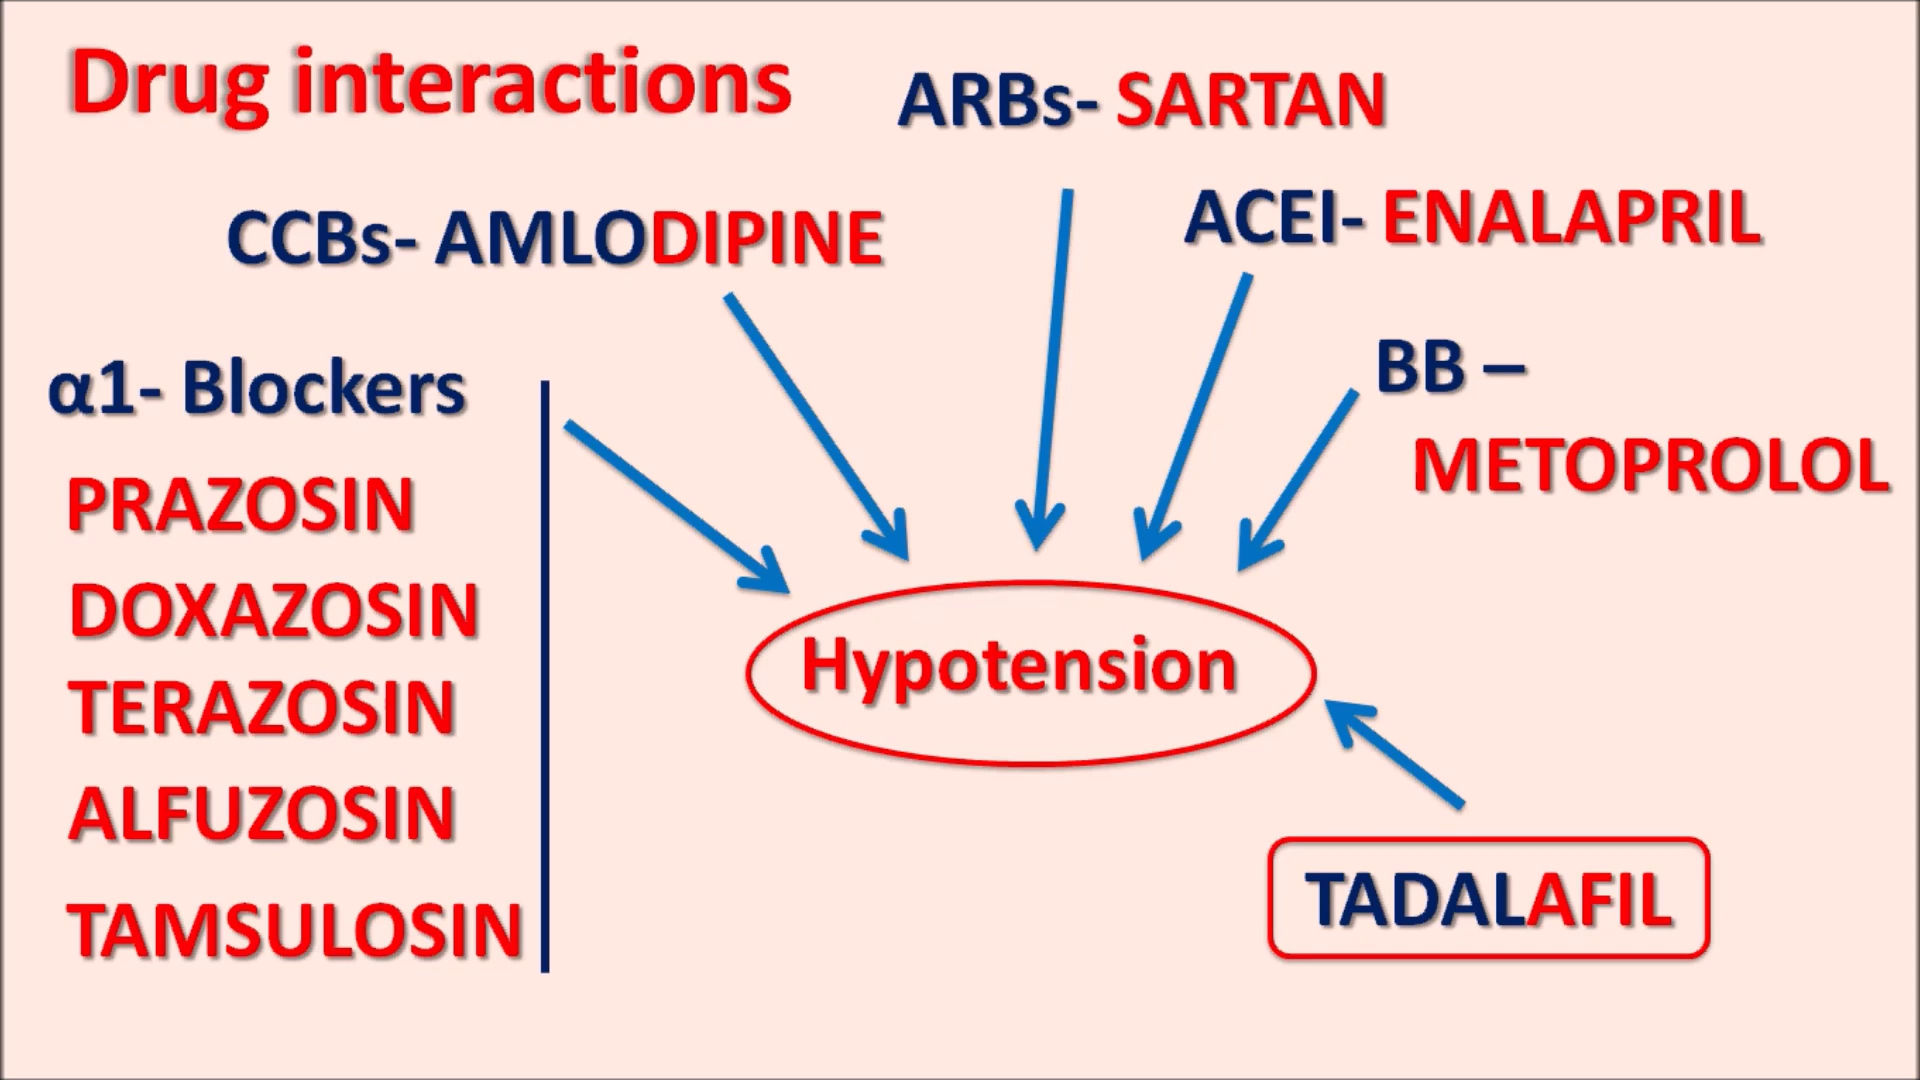 Drug interactions
ARBs- SARTAN
CCBs- AMLODIPINE
ACEI- ENALAPRIL
α1- Blockers
BB –
METOPROLOL
PRAZOSIN
DOXAZOSIN
TERAZOSIN
ALFUZOSIN
TAMSULOSIN
Hypotension
TADALAFIL